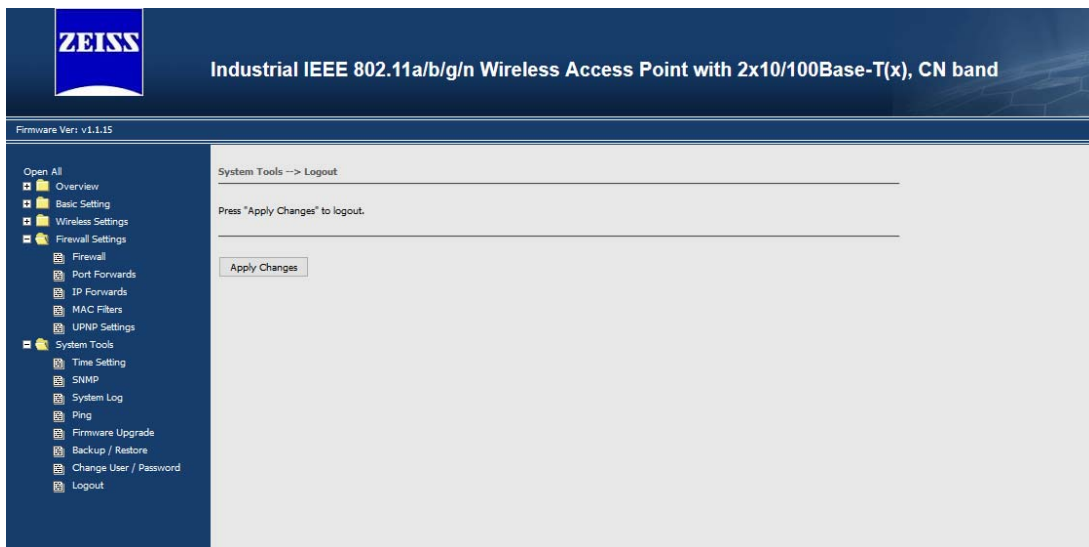 ZEISS
Industrial IEEE 802.11a/b/g/n Wireless Access Point with 2x10/100Base-T(x), CN band
Firmware Ver: v1.1.15
Open All
Overview
Basic Setting
Wireless Settings
Firewall Settings
Firewall
Port Forwards
IP Forwards
MAC Filters
UPNP Settings
System Tools
Time Setting
SNMP
System Log
Ping
Firmware Upgrade
Backup / Restore
Change User / Password
Logout
System Tools --> Logout
Press "Apply Changes" to logout.
Apply Changes